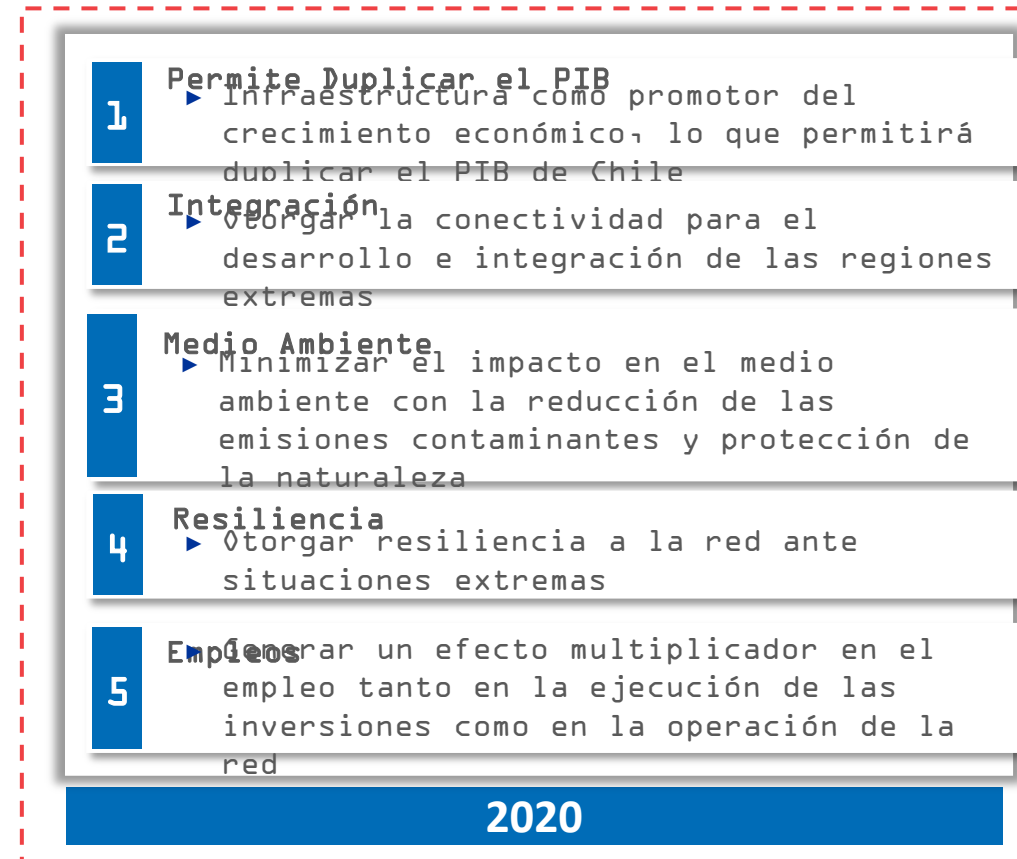 1
Permite Duplicar el PIB
► Infraestructura como promotor del
crecimiento económico, lo que permitirá
duplicar el PIB de Chile
2
Integración
► Otorgar la conectividad para el
desarrollo e integración de las regiones
extremas
3
Medio Ambiente
► Minimizar el impacto en el medio
ambiente con la reducción de las
emisiones contaminantes y protección de
la naturaleza
4
Resiliencia
► Otorgar resiliencia a la red ante
situaciones extremas
5
Empleos
► Generar un efecto multiplicador en el
empleo tanto en la ejecución de las
inversiones como en la operación de la
red
2020